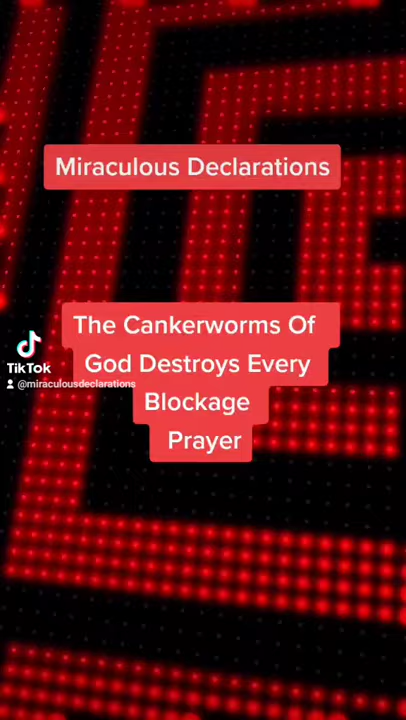 Miraculous Declarations
The Cankerworms Of
God Destroys Every
Blockage
Prayer
TikTok
@miraculousdeclarations